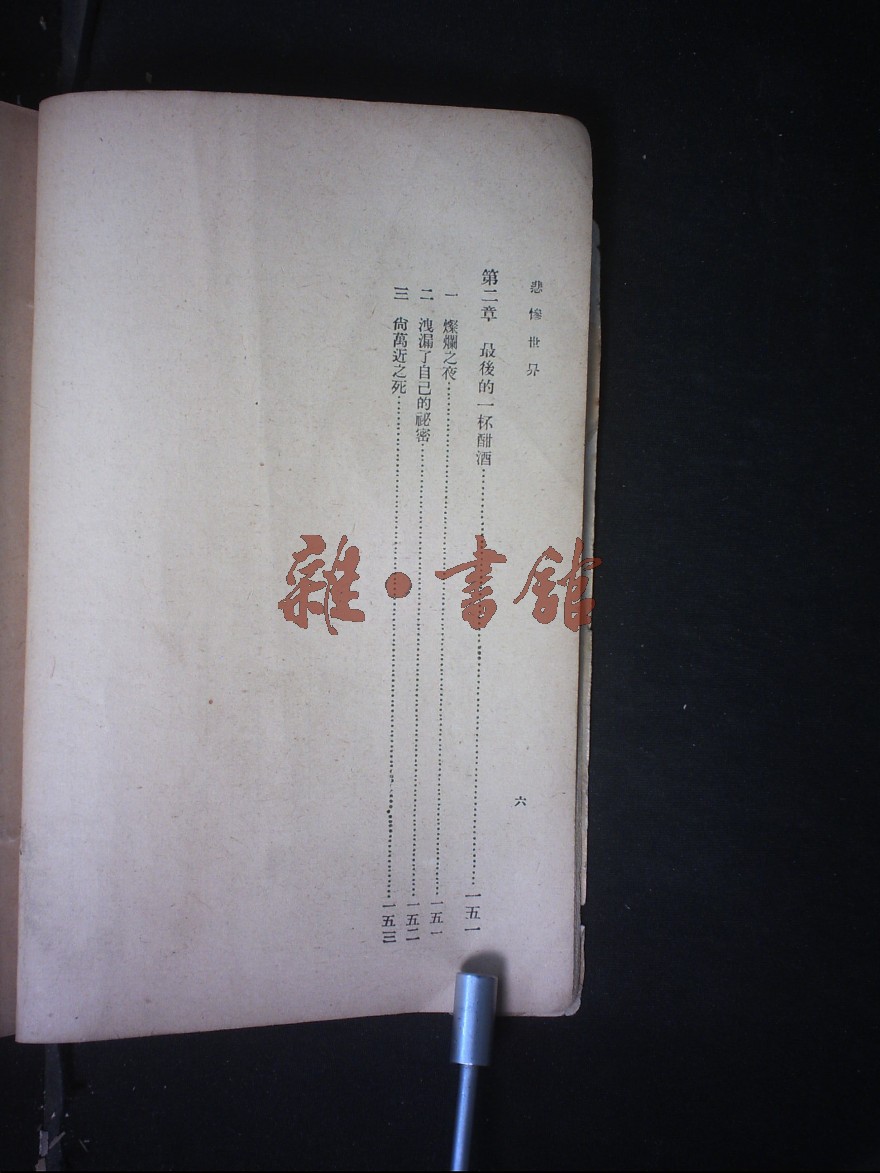 悲慘世界
六
第二章　最後的一杯酣酒………一五一
一　燦爛之夜………一五一
二　洩漏了自己的祕密………一五二
三　尙萬近之死………一五三
雜·書館